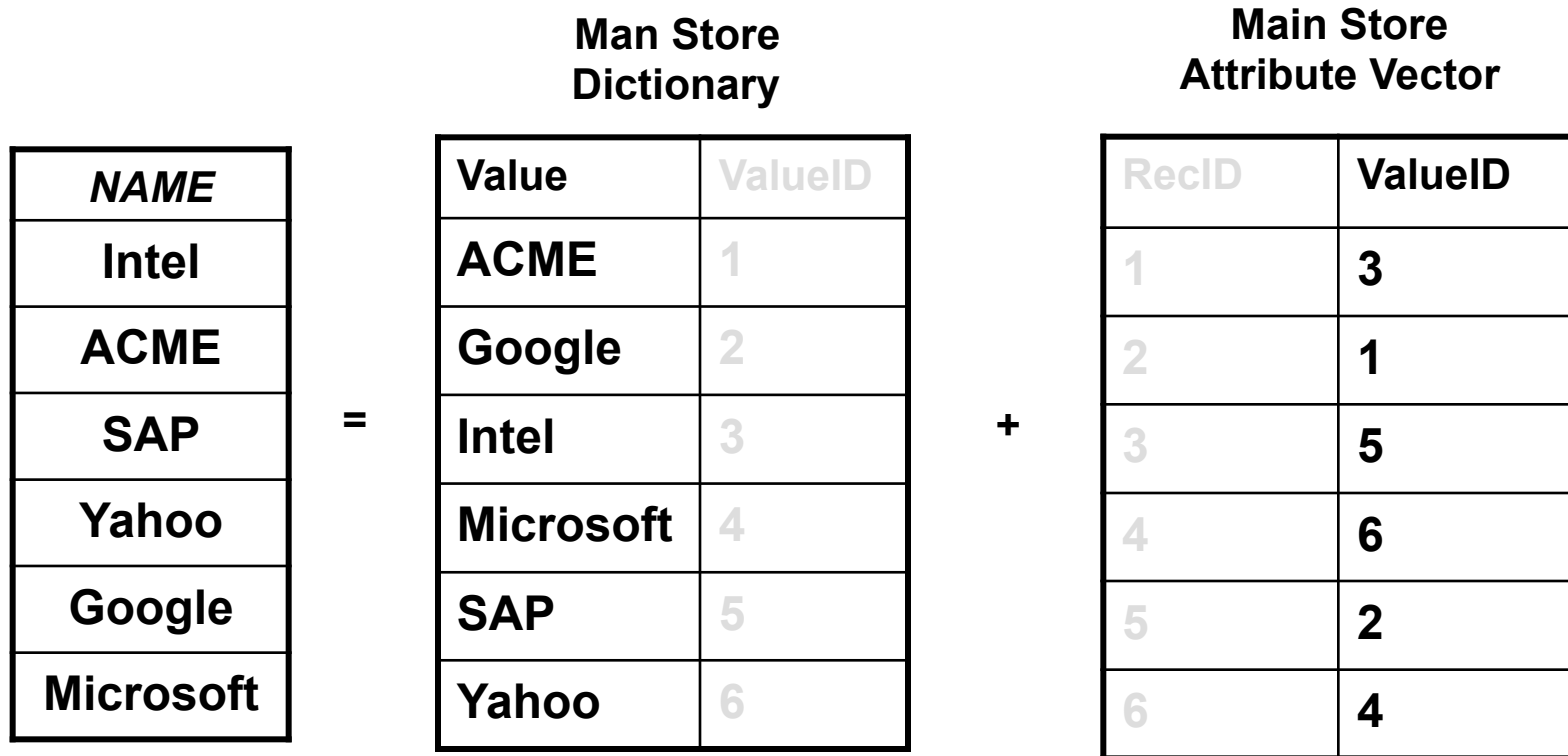 Man Store
Dictionary
Main Store
Attribute Vector
NAME
Intel
ACME
SAP
Yahoo
Google
Microsoft
=
Value ValueID
ACME 1
Google 2
Intel 3
Microsoft 4
SAP 5
Yahoo 6
+
RecID ValueID
1 3
2 1
3 5
4 6
5 2
6 4